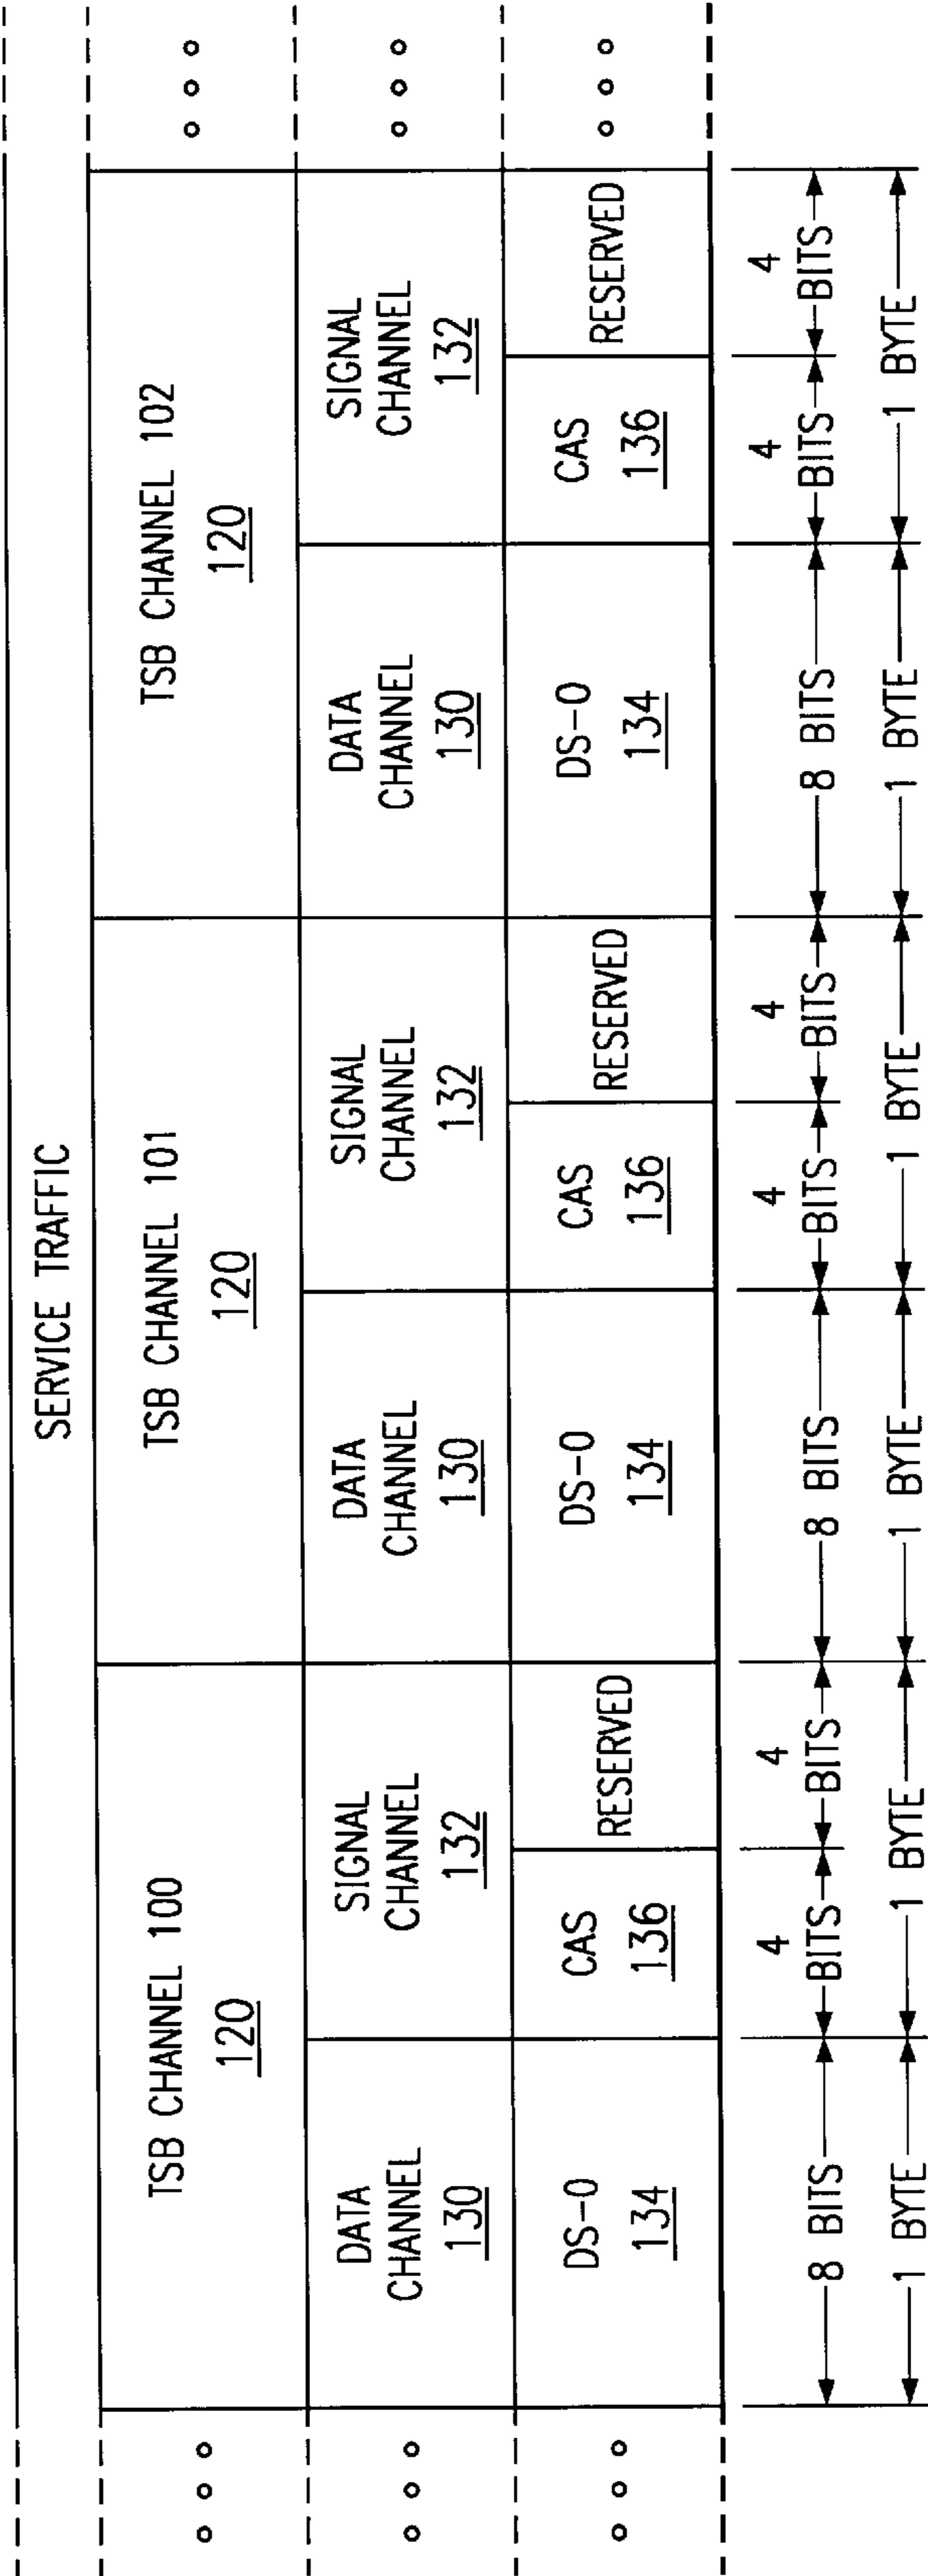 SERVICE TRAFFIC
TSB CHANNEL 100
120
TSB CHANNEL 101
120
TSB CHANNEL 102
120
DATA
CHANNEL
130
SIGNAL
CHANNEL
132
DATA
CHANNEL
130
SIGNAL
CHANNEL
132
DATA
CHANNEL
130
SIGNAL
CHANNEL
132
DS-0
134
CAS
136
RESERVED
DS-0
134
CAS
136
RESERVED
DS-0
134
CAS
136
RESERVED
8 BITS
4
BITS
4
BITS
8 BITS
4
BITS
4
BITS
8 BITS
4
BITS
4
BITS
1 BYTE
1 BYTE
1 BYTE
1 BYTE
1 BYTE
1 BYTE